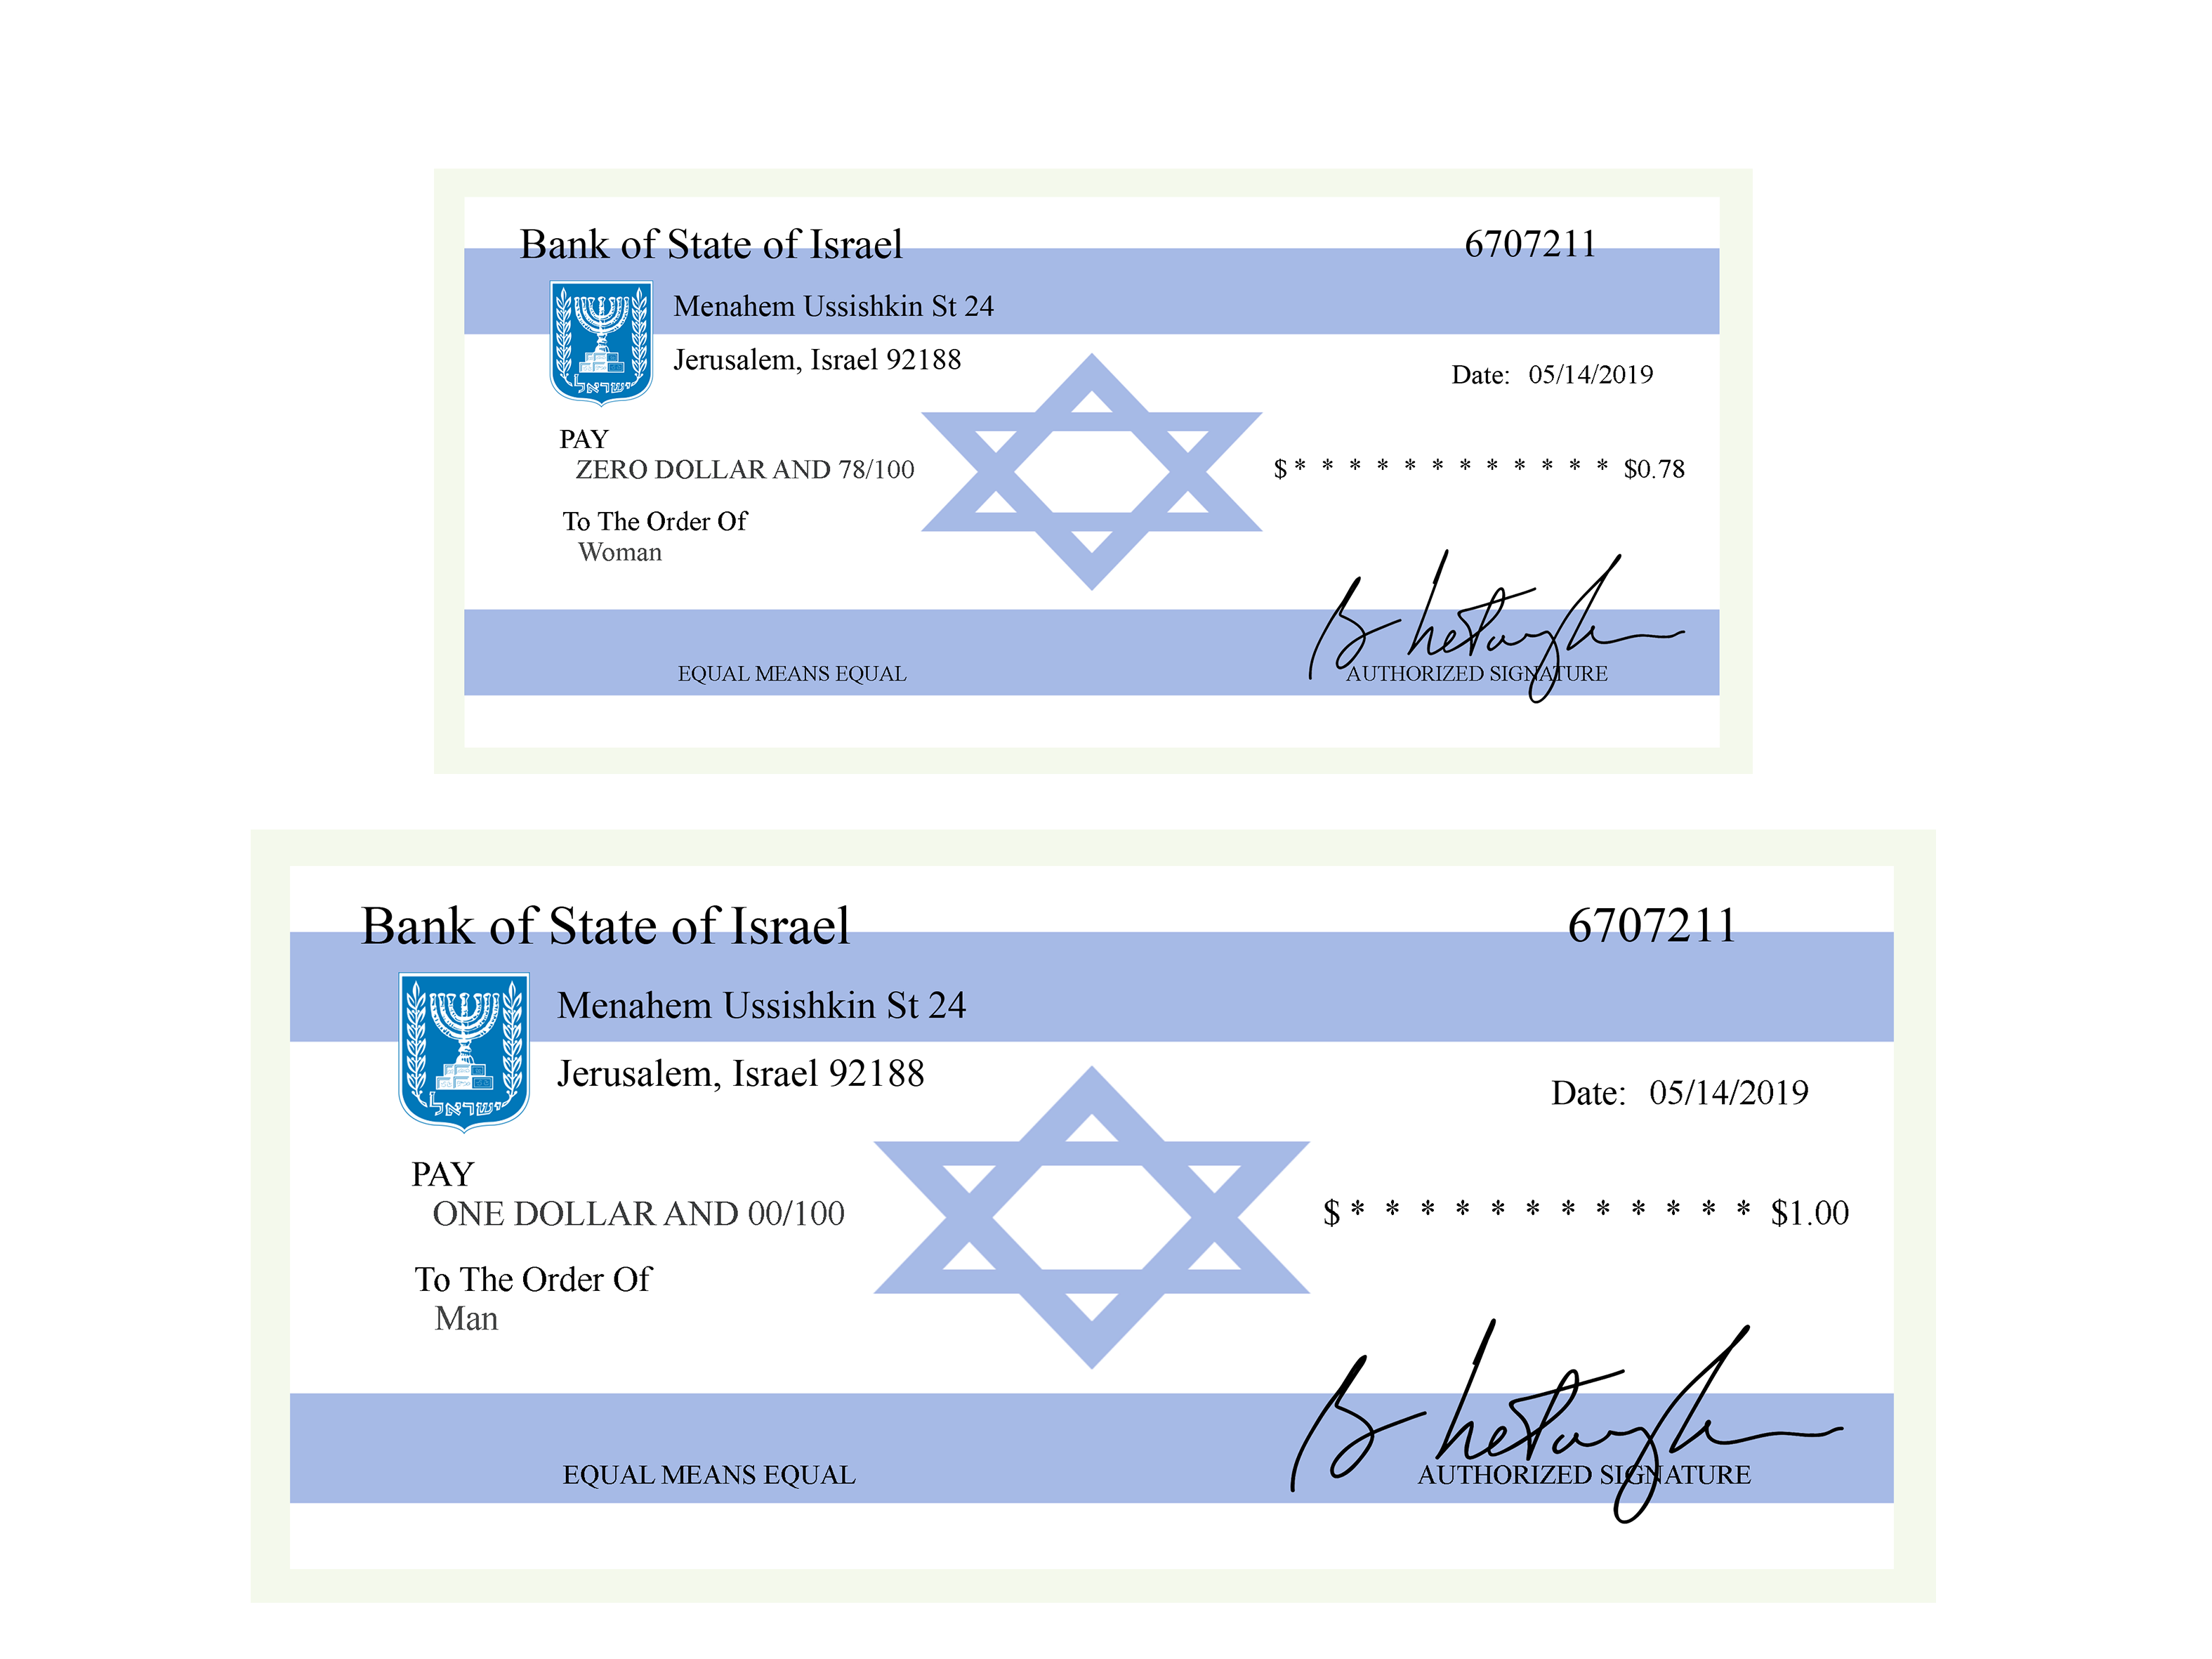 Bank of State of Israel 6707211
Menahem Ussishkin St 24
Jerusalem, Israel 92188
ישראל
Date: 05/14/2019
PAY
ZERO DOLLAR AND 78/100
$ * * * * * * * * * * * * $0.78
To The Order Of
Woman
EQUAL MEANS EQUAL
AUTHORIZED SIGNATURE
Bank of State of Israel 6707211
Menahem Ussishkin St 24
Jerusalem, Israel 92188
ישראל
Date: 05/14/2019
PAY
ONE DOLLAR AND 00/100
$ * * * * * * * * * * * * $1.00
To The Order Of
Man
EQUAL MEANS EQUAL
AUTHORIZED SIGNATURE